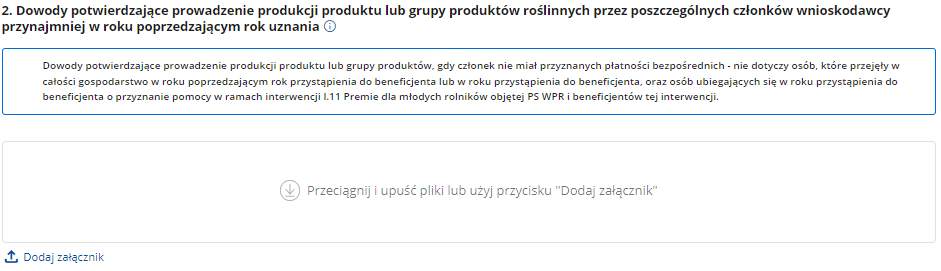 2. Dowody potwierdzające prowadzenie produkcji produktu lub grupy produktów roślinnych przez poszczególnych członków wnioskodawcy
przynajmniej w roku poprzedzającym rok uznania
Dowody potwierdzające prowadzenie produkcji produktu lub grupy produktów, gdy członek nie miał przyznanych płatności bezpośrednich - nie dotyczy osób, które przejęły w
całości gospodarstwo w roku poprzedzającym rok przystąpienia do beneficjenta lub w roku przystąpienia do beneficjenta, oraz osób ubiegających się w roku przystąpienia do
beneficjenta o przyznanie pomocy w ramach interwencji I.11 Premie dla młodych rolników objętej PS WPR i beneficjentów tej interwencji.
Przeciągnij i upuść pliki lub użyj przycisku "Dodaj załącznik"
Dodaj załącznik